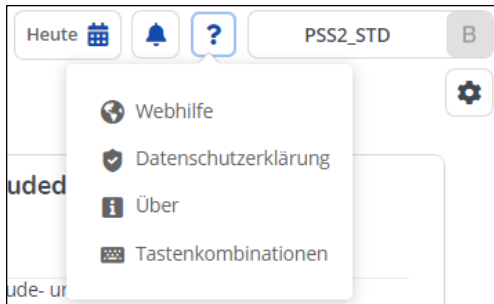 Heute ? PSS2_STD B
Webhilfe
Datenschutzerklärung
uded
Über
Tastenkombinationen
ude- ur